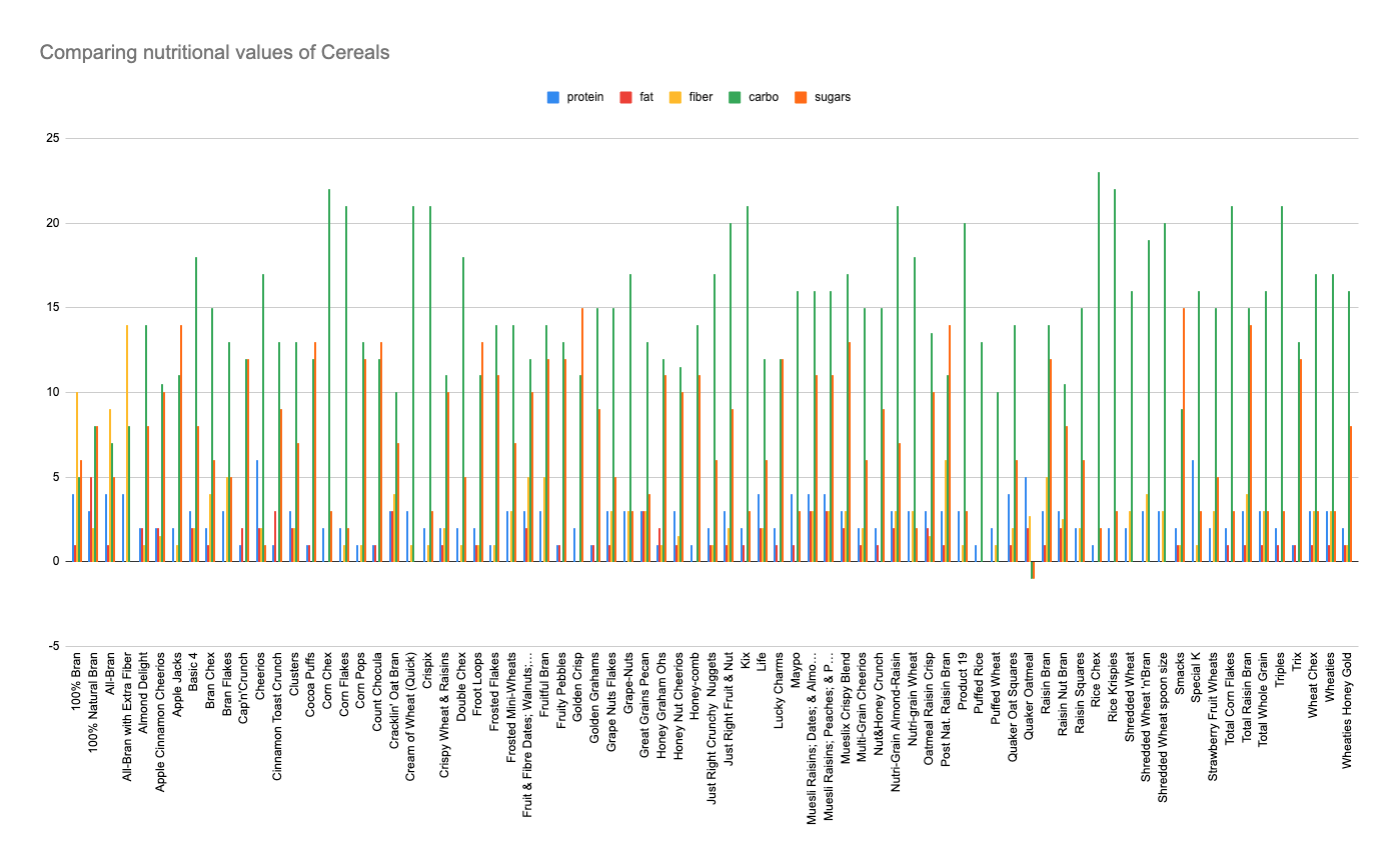 Comparing nutritional values of Cereals
protein fat fiber carbo sugars
25
20
15
10
5
0
-5
100% Bran
100% Natural Bran
All-Bran
All-Bran with Extra Fiber
Almond Delight
Apple Cinnamon Cheerios
Apple Jacks
Basic 4
Bran Chex
Bran Flakes
Cap'n'Crunch
Cheerios
Cinnamon Toast Crunch
Clusters
Cocoa Puffs
Corn Chex
Corn Flakes
Corn Pops
Count Chocula
Cracklin' Oat Bran
Cream of Wheat (Quick)
Crispix
Crispy Wheat & Raisins
Double Chex
Froot Loops
Frosted Flakes
Frosted Mini-Wheats
Fruit & Fibre Dates; Walnuts;...
Fruitful Bran
Fruity Pebbles
Golden Crisp
Golden Grahams
Grape Nuts Flakes
Grape-Nuts
Great Grains Pecan
Honey Graham Ohs
Honey Nut Cheerios
Honey-comb
Just Right Crunchy Nuggets
Just Right Fruit & Nut
Kix
Life
Lucky Charms
Maypo
Muesli Raisins; Dates; & Almo...
Muesli Raisins; Peaches; & P...
Mueslix Crispy Blend
Multi-Grain Cheerios
Nut&Honey Crunch
Nutri-Grain Almond-Raisin
Nutri-grain Wheat
Oatmeal Raisin Crisp
Post Nat. Raisin Bran
Product 19
Puffed Rice
Puffed Wheat
Quaker Oat Squares
Quaker Oatmeal
Raisin Bran
Raisin Nut Bran
Raisin Squares
Rice Chex
Rice Krispies
Shredded Wheat
Shredded Wheat 'n'Bran
Shredded Wheat spoon size
Smacks
Special K
Strawberry Fruit Wheats
Total Corn Flakes
Total Raisin Bran
Total Whole Grain
Triples
Trix
Wheat Chex
Wheaties
Wheaties Honey Gold